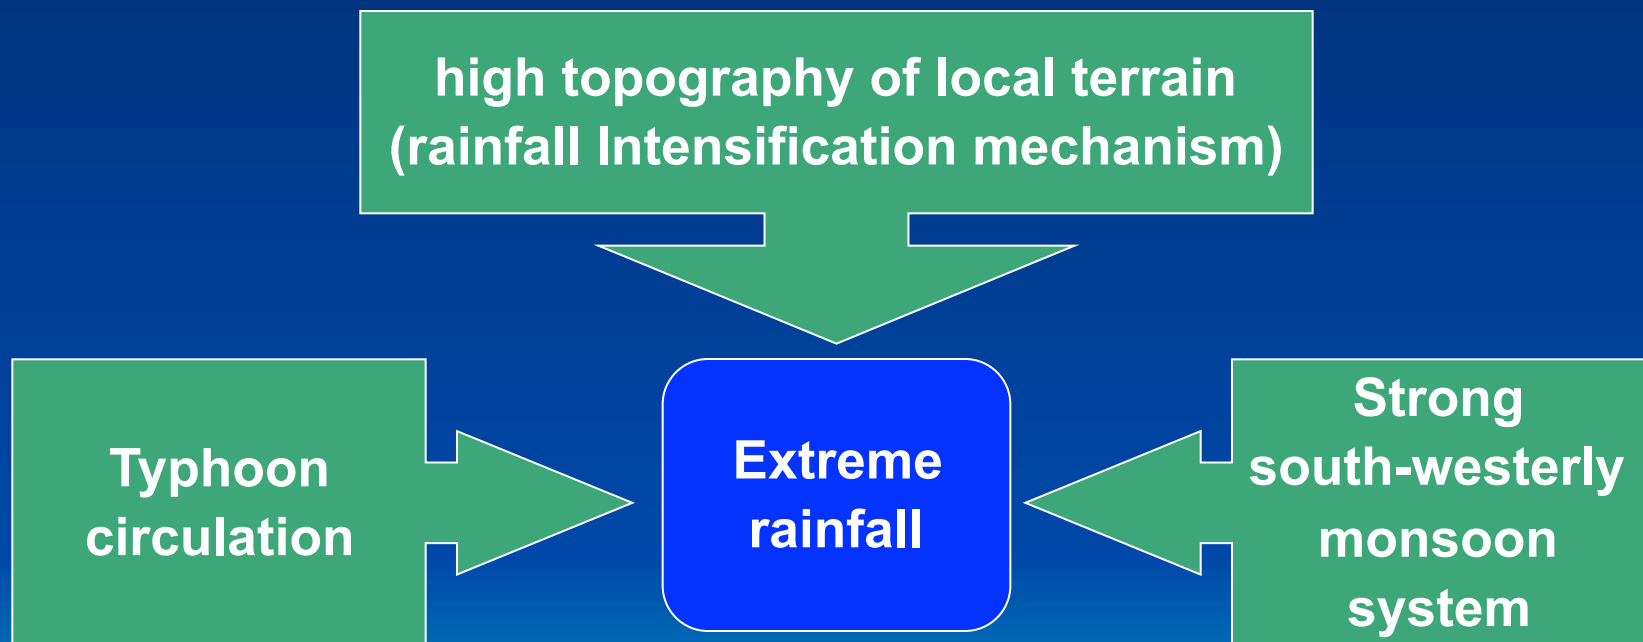 high topography of local terrain
(rainfall Intensification mechanism)
Typhoon
circulation
Extreme
rainfall
Strong
south-westerly
monsoon
system